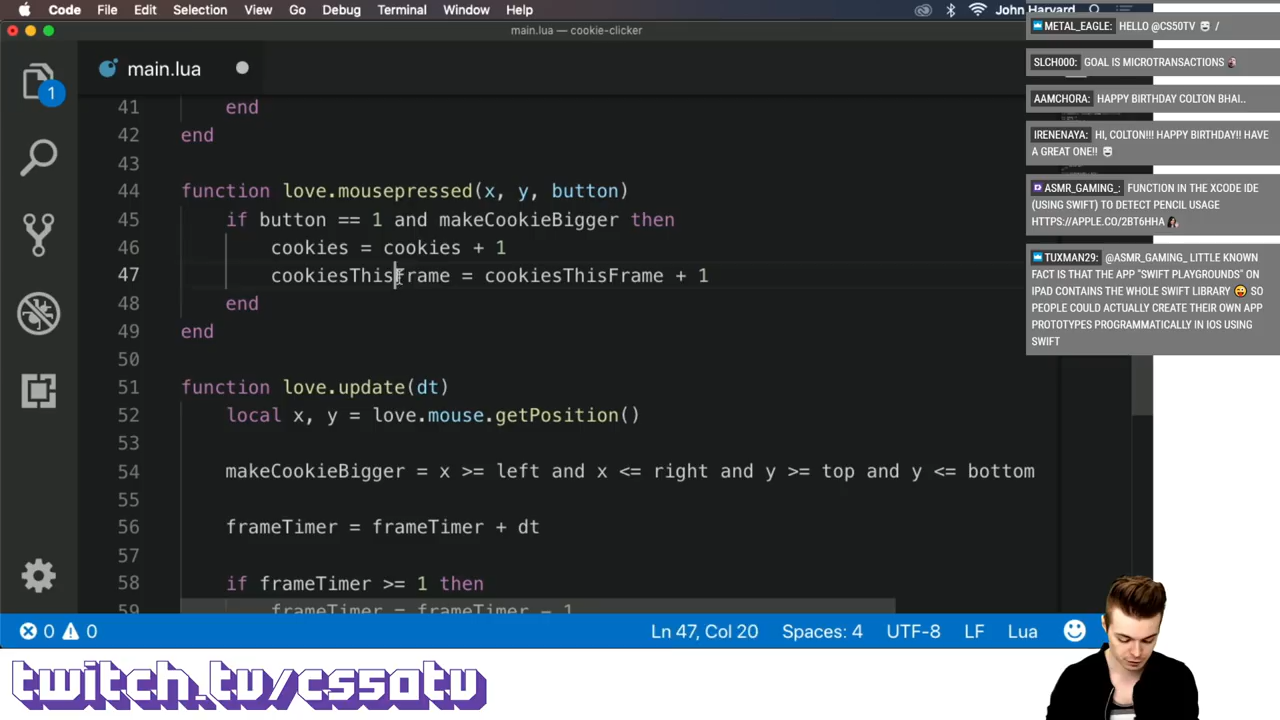 Code File Edit Selection View Go Debug Terminal Window Help John Harvard
main.lua — cookie-clicker
main.lua
1
41 end
42 end
43
44 function love.mousepressed(x, y, button)
45 if button == 1 and makeCookieBigger then
46 cookies = cookies + 1
47 cookiesThisFrame = cookiesThisFrame + 1
48 end
49 end
50
51 function love.update(dt)
52 local x, y = love.mouse.getPosition()
53
54 makeCookieBigger = x >= left and x <= right and y >= top and y <= bottom
55
56 frameTimer = frameTimer + dt
57
58 if frameTimer >= 1 then
59 frameTimer = frameTimer - 1
0 0 Ln 47, Col 20 Spaces: 4 UTF-8 LF Lua
METAL_EAGLE: HELLO @CS50TV /
SLCH000: GOAL IS MICROTRANSACTIONS
AAMCHORA: HAPPY BIRTHDAY COLTON BHAI..
IRENENAYA: HI, COLTON!!! HAPPY BIRTHDAY!! HAVE
A GREAT ONE!!
ASMR_GAMING_: FUNCTION IN THE XCODE IDE
(USING SWIFT) TO DETECT PENCIL USAGE
HTTPS://APPLE.CO/2BT6HHA
TUXMAN29: @ASMR_GAMING_ LITTLE KNOWN
FACT IS THAT THE APP "SWIFT PLAYGROUNDS" ON
IPAD CONTAINS THE WHOLE SWIFT LIBRARY SO
PEOPLE COULD ACTUALLY CREATE THEIR OWN APP
PROTOTYPES PROGRAMMATICALLY IN IOS USING
SWIFT
twitch.tv/cs50tv